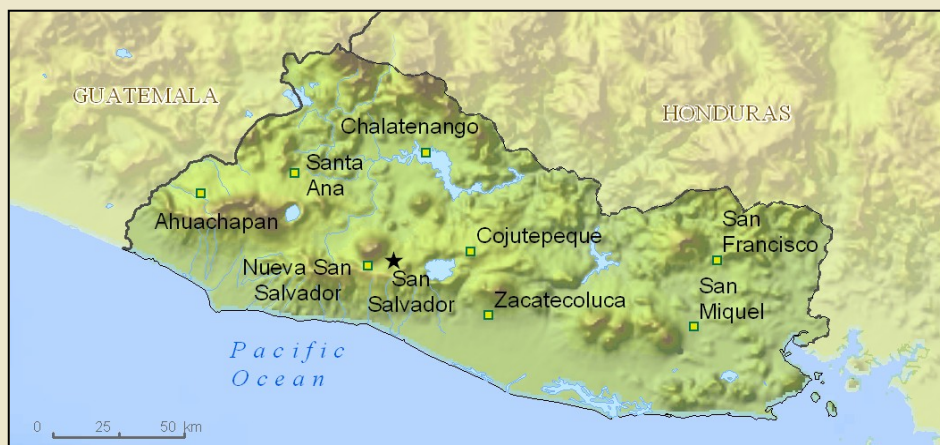 GUATEMALA
HONDURAS
Chalatenango
Santa
Ana
Ahuachapan
San
Francisco
Cojutepeque
Nueva San
Salvador
San
Salvador
San
Miquel
Zacatecoluca
Pacific
Ocean
0 25 50 km